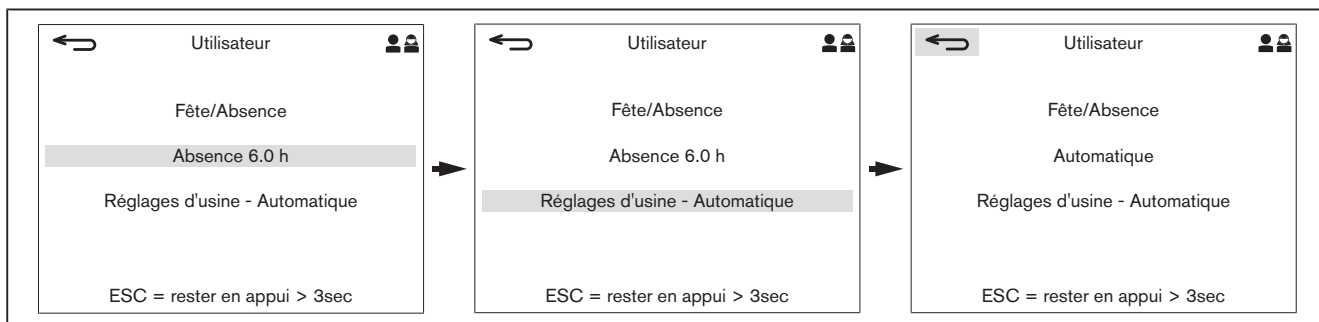 Utilisateur
Fête/Absence
Absence 6.0 h
Réglages d'usine - Automatique
ESC = rester en appui > 3sec
Utilisateur
Fête/Absence
Absence 6.0 h
Réglages d'usine - Automatique
ESC = rester en appui > 3sec
Utilisateur
Fête/Absence
Automatique
Réglages d'usine - Automatique
ESC = rester en appui > 3sec